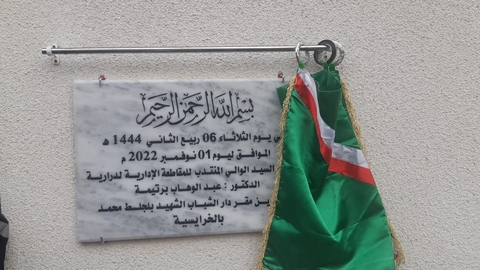 بسم الله الرحمن الرحيم
يوم الثلاثاء 06 ربيع الثاني 1444 هـ
الموافق ليوم 01 نوفمبر 2022 م
السيد الوالي المنتدب للمقاطعة الإدارية لدرارية
الدكتور : عبد الوهاب برتيمة
مقر دار الشباب الشهيد بلجلط محمد
بالخرايسية